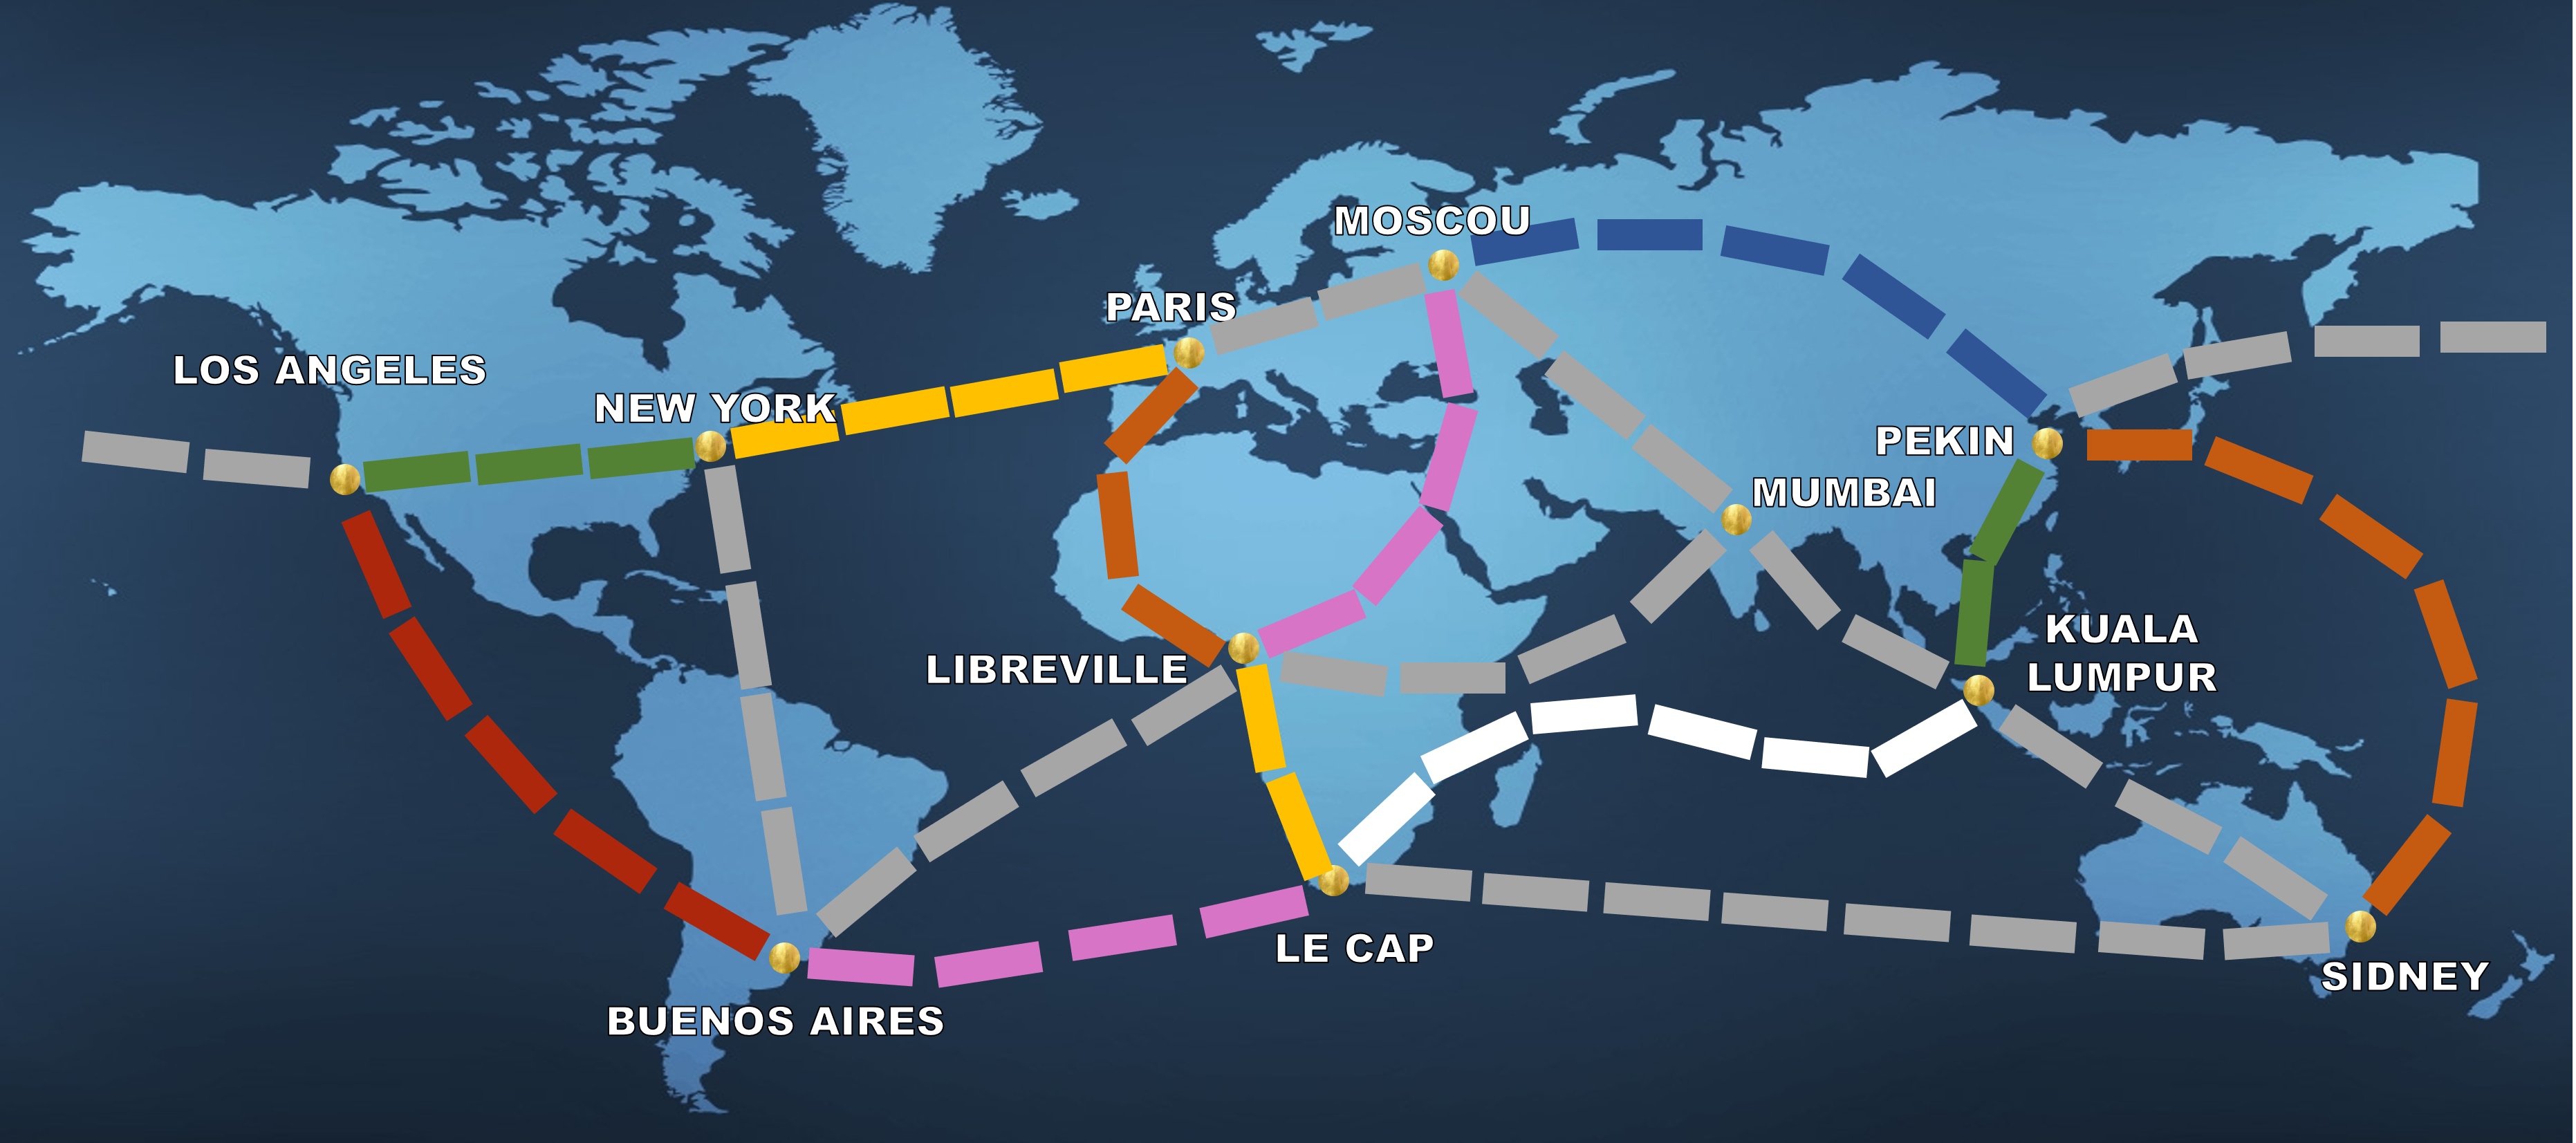 MOSCOU
PARIS
LOS ANGELES
NEW YORK
PEKIN
MUMBAI
KUALA
LUMPUR
LIBREVILLE
LE CAP
SIDNEY
BUENOS AIRES